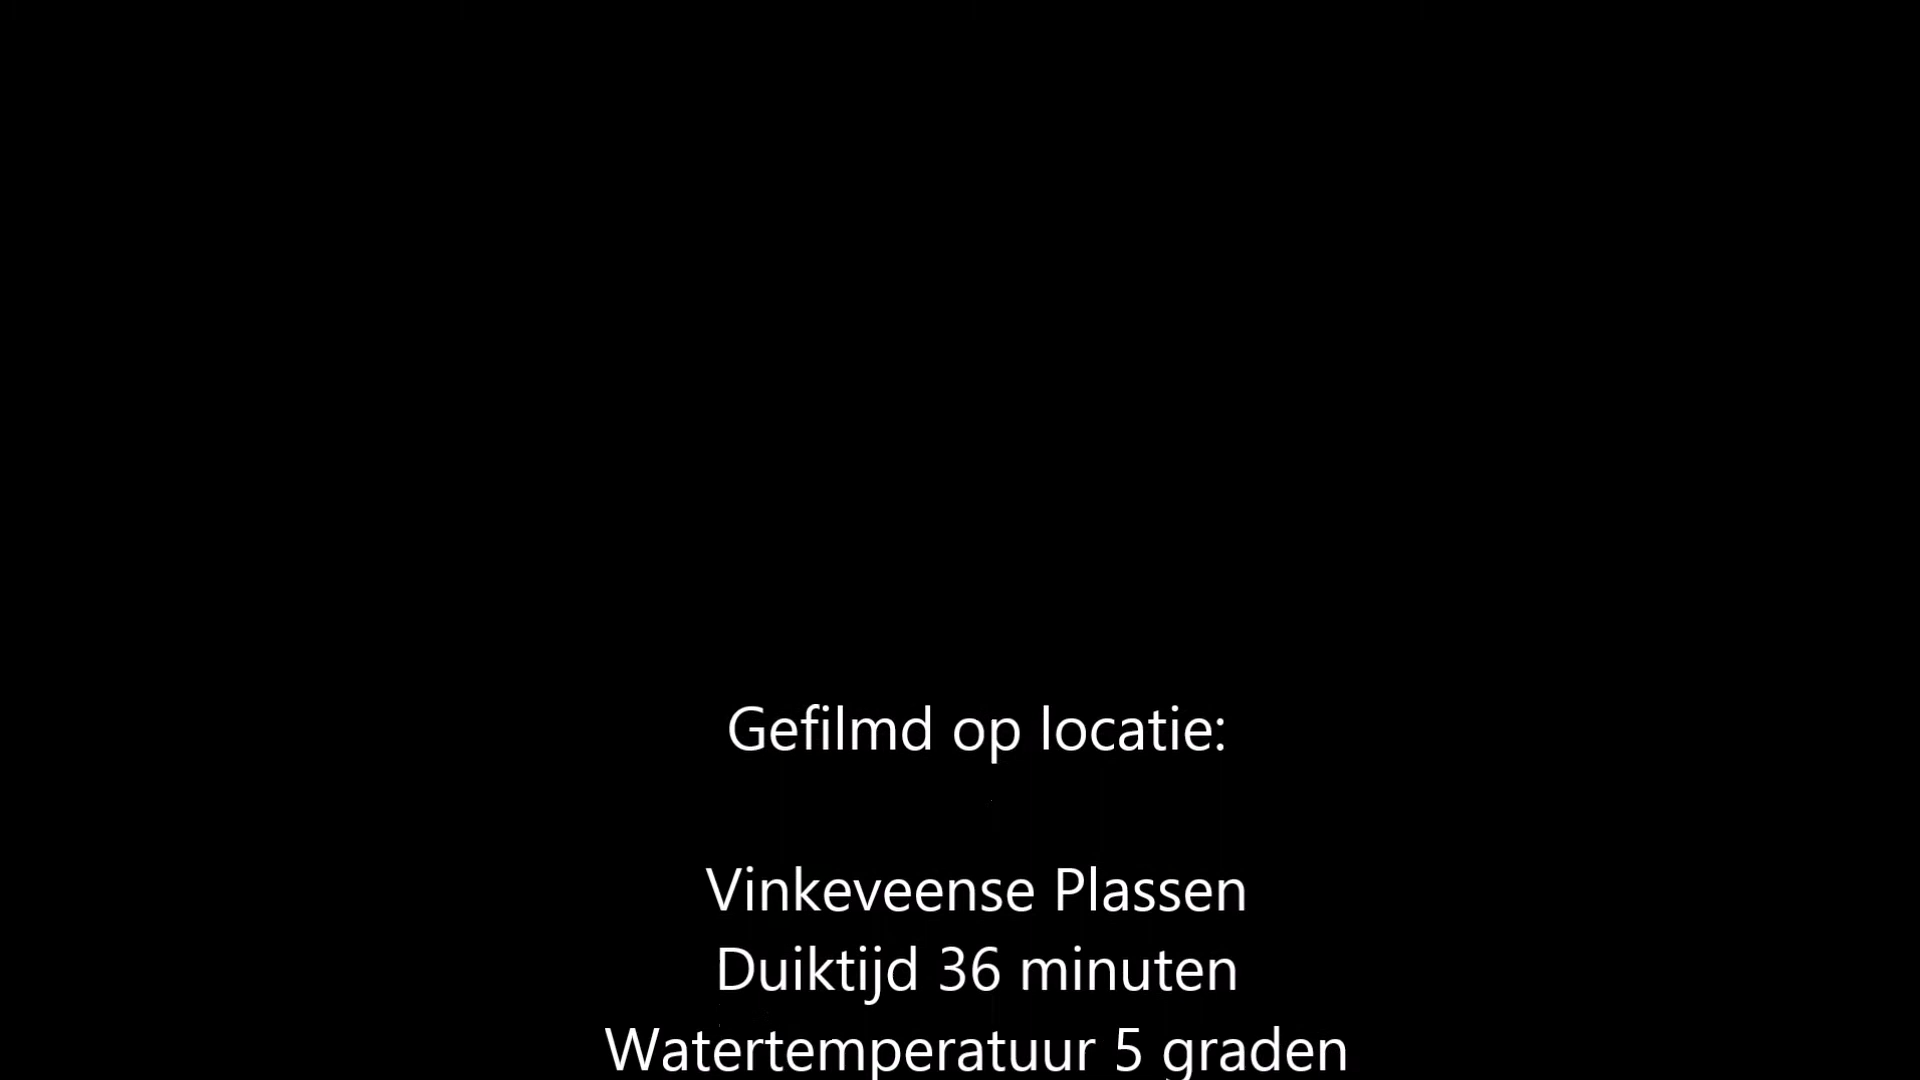 Gefilmd op locatie:
Vinkeveense Plassen
Duiktijd 36 minuten
Watertemperatuur 5 graden